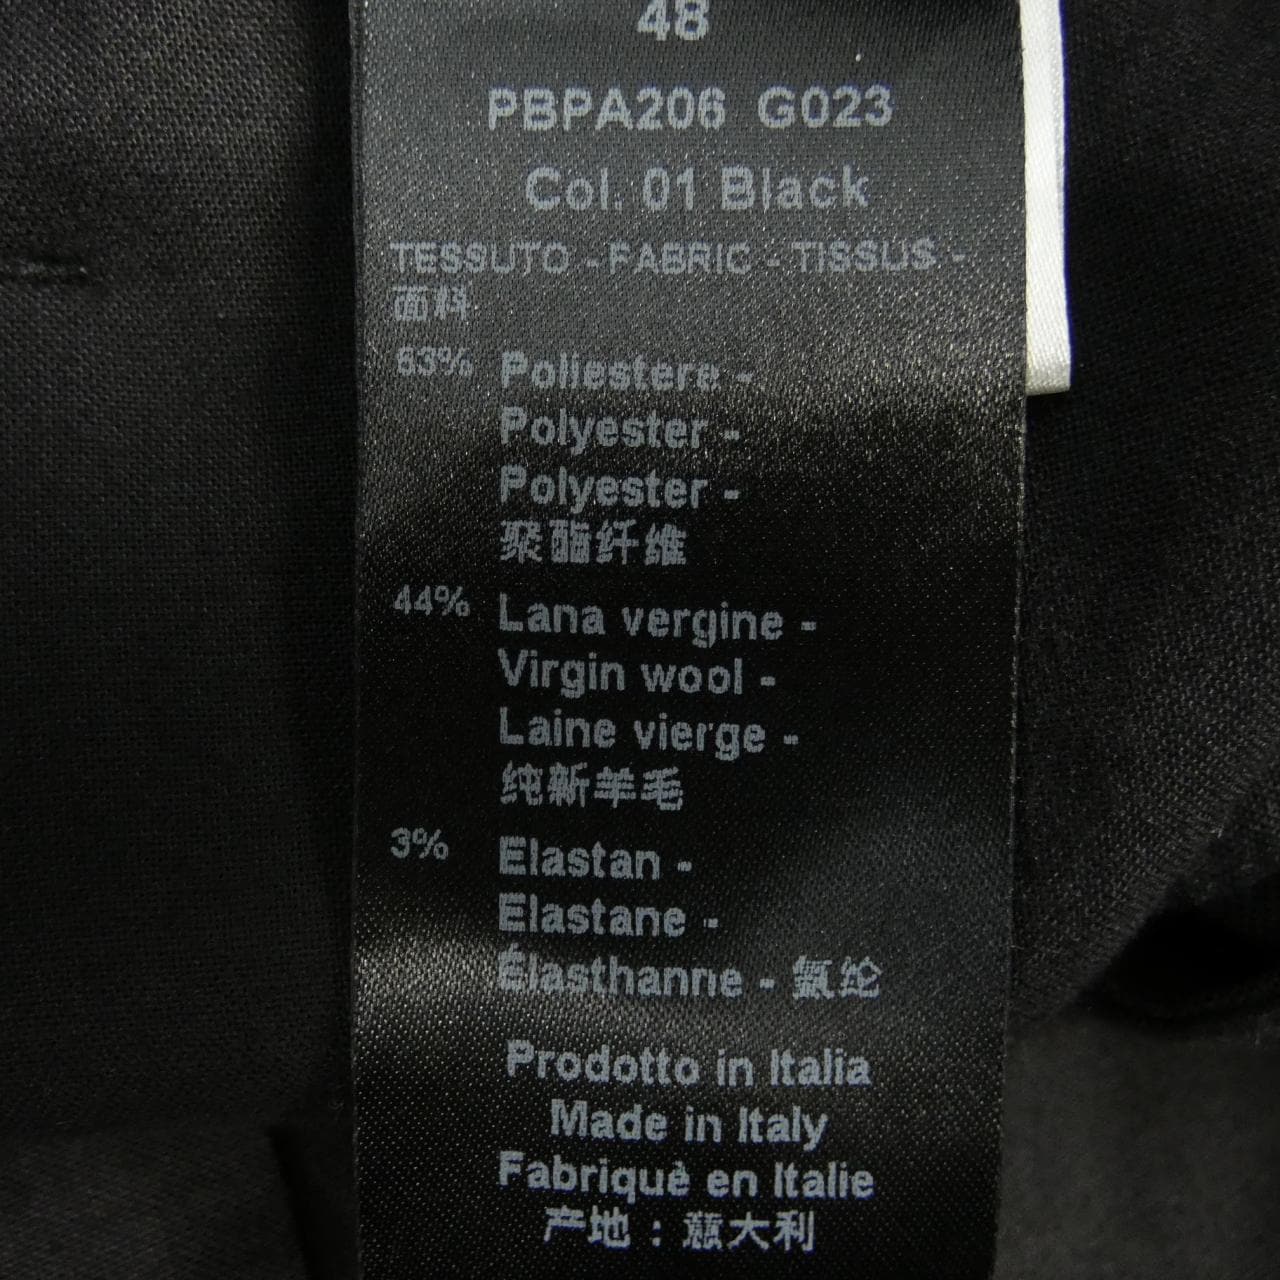 48
PBPA206 G023
Col. 01 Black
TESSUTO - FABRIC - TISSUS -
面料
63% Poliestere -
Polyester -
Polyester -
聚酯纤维
44% Lana vergine -
Virgin wool -
Laine vierge -
纯新羊毛
3% Elastan -
Elastane -
Élasthanne - 氨纶
Prodotto in Italia
Made in Italy
Fabriquè en Italie
产地：意大利